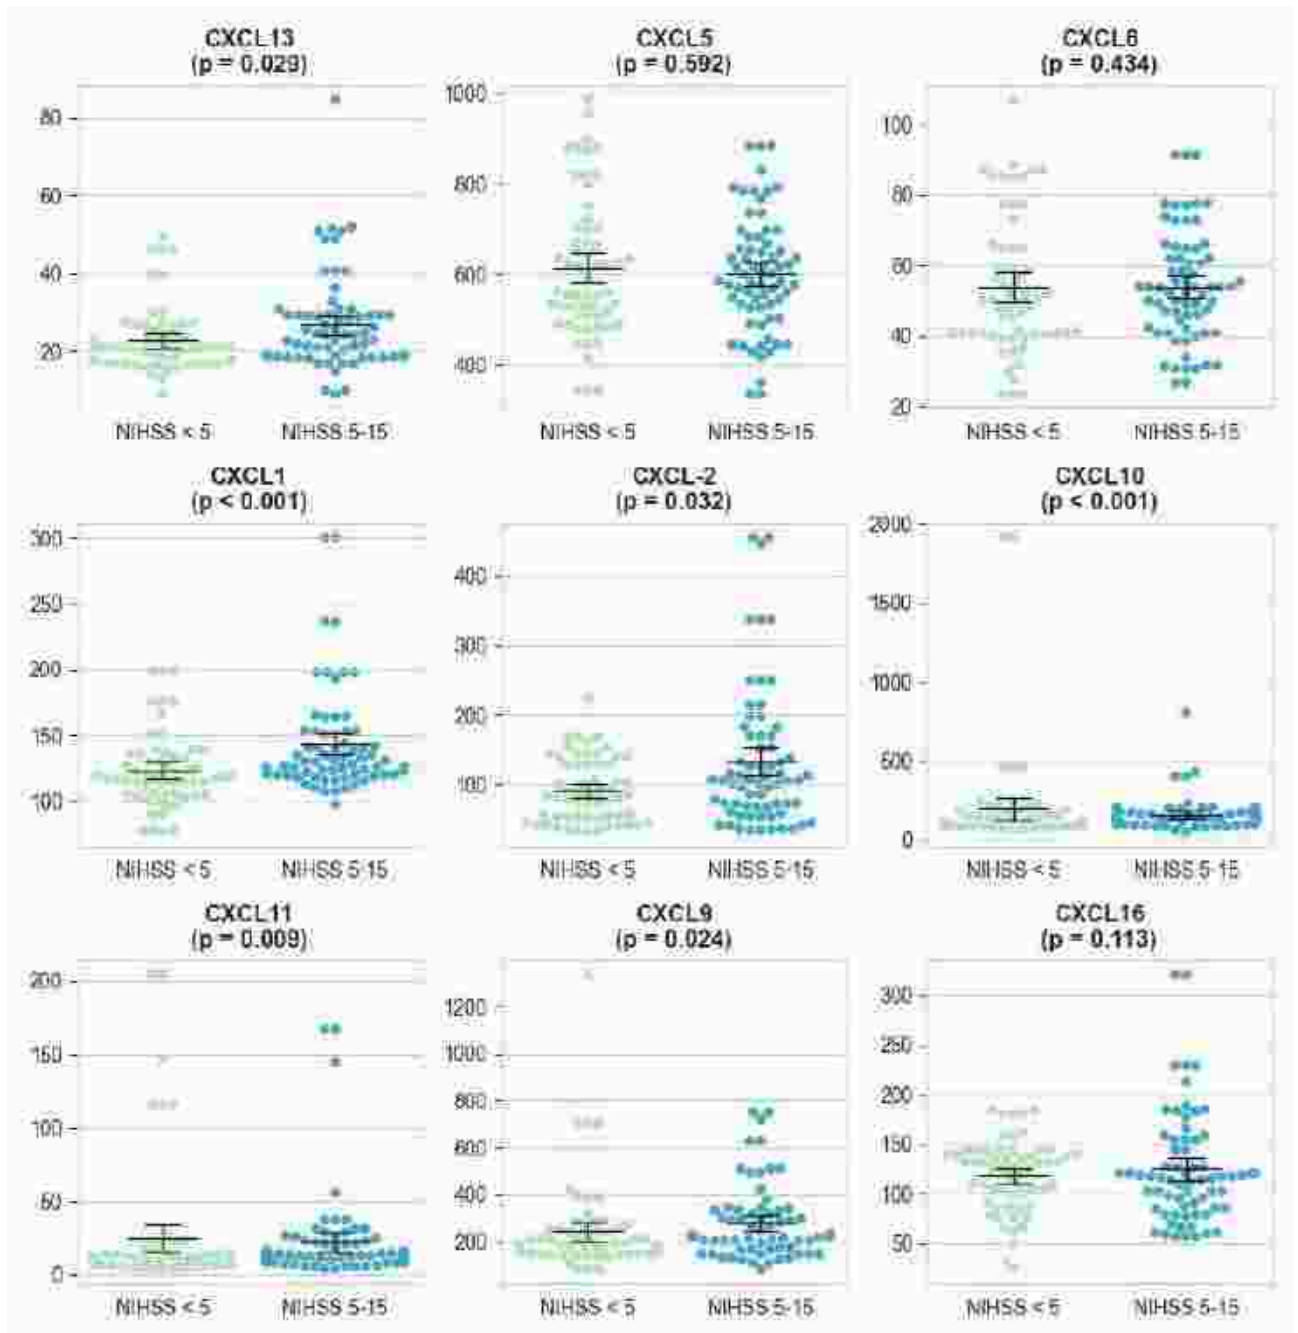 CXCL13
(p = 0.029)
80
60
40
20
NIHSS < 5 NIHSS 5-15
CXCL5
(p = 0.592)
1000
800
600
400
NIHSS < 5 NIHSS 5-15
CXCL6
(p = 0.434)
100
80
60
40
20
NIHSS < 5 NIHSS 5-15
CXCL1
(p < 0.001)
300
250
200
150
100
NIHSS < 5 NIHSS 5-15
CXCL-2
(p = 0.032)
400
300
200
100
NIHSS < 5 NIHSS 5-15
CXCL10
(p < 0.001)
2000
1500
1000
500
0
NIHSS < 5 NIHSS 5-15
CXCL11
(p = 0.009)
200
150
100
50
0
NIHSS < 5 NIHSS 5-15
CXCL9
(p = 0.024)
1200
1000
800
600
400
200
NIHSS < 5 NIHSS 5-15
CXCL16
(p = 0.113)
300
250
200
150
100
50
NIHSS < 5 NIHSS 5-15